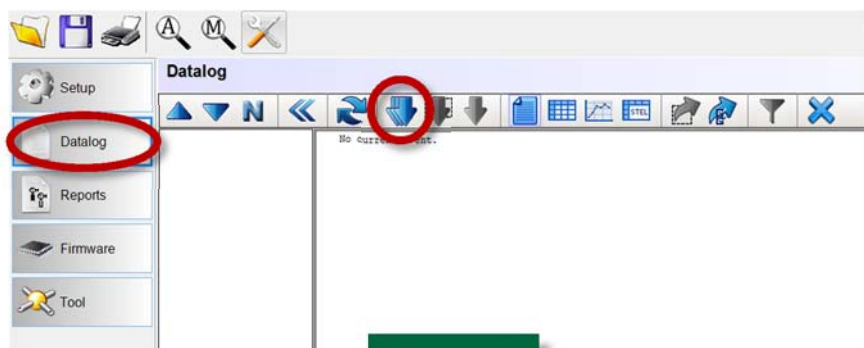 A M
Setup
Datalog
Datalog
N
STEL
E
No current event.
Reports
Firmware
Tool